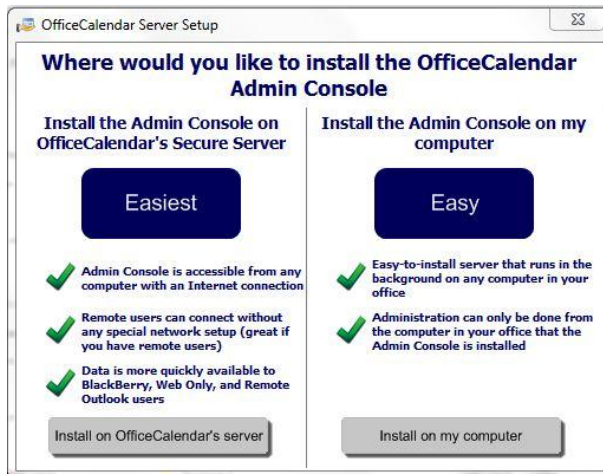 OfficeCalendar Server Setup
Where would you like to install the OfficeCalendar
Admin Console
Install the Admin Console on
OfficeCalendar's Secure Server
Easiest
Admin Console is accessible from any
computer with an Internet connection
Remote users can connect without
any special network setup (great if
you have remote users)
Data is more quickly available to
BlackBerry, Web Only, and Remote
Outlook users
Install on OfficeCalendar's server
Install the Admin Console on my
computer
Easy
Easy-to-install server that runs in the
background on any computer in your
office
Administration can only be done from
the computer in your office that the
Admin Console is installed
Install on my computer